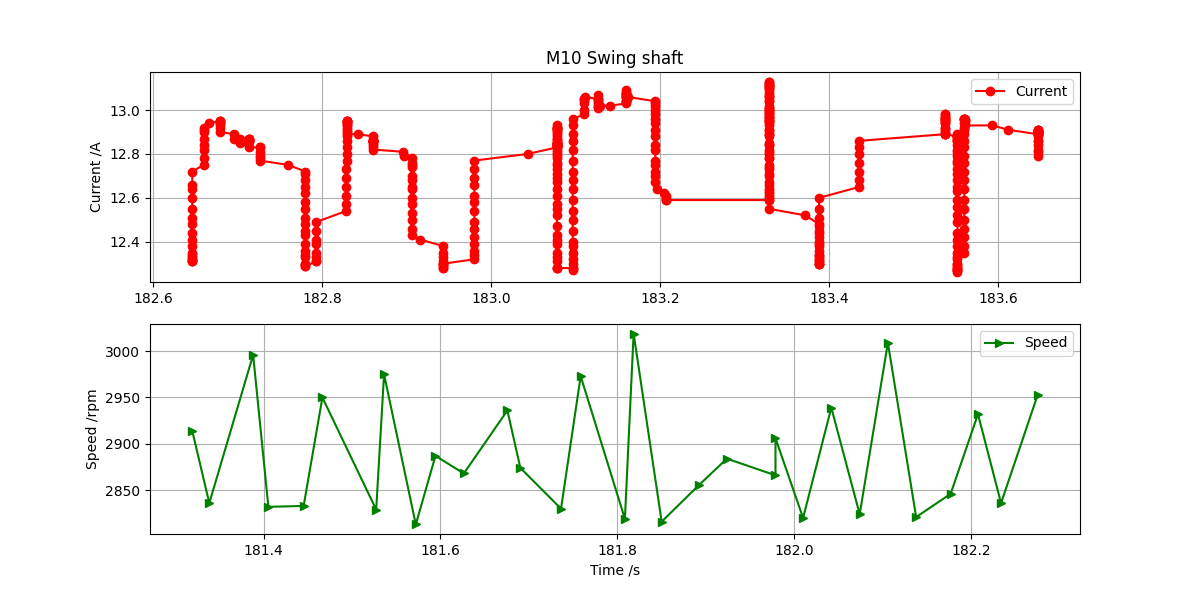 M10 Swing shaft
Current /A
13.0
12.8
12.6
12.4
Current
182.6 182.8 183.0 183.2 183.4 183.6
Speed /rpm
3000
2950
2900
2850
Speed
181.4 181.6 181.8 182.0 182.2
Time /s